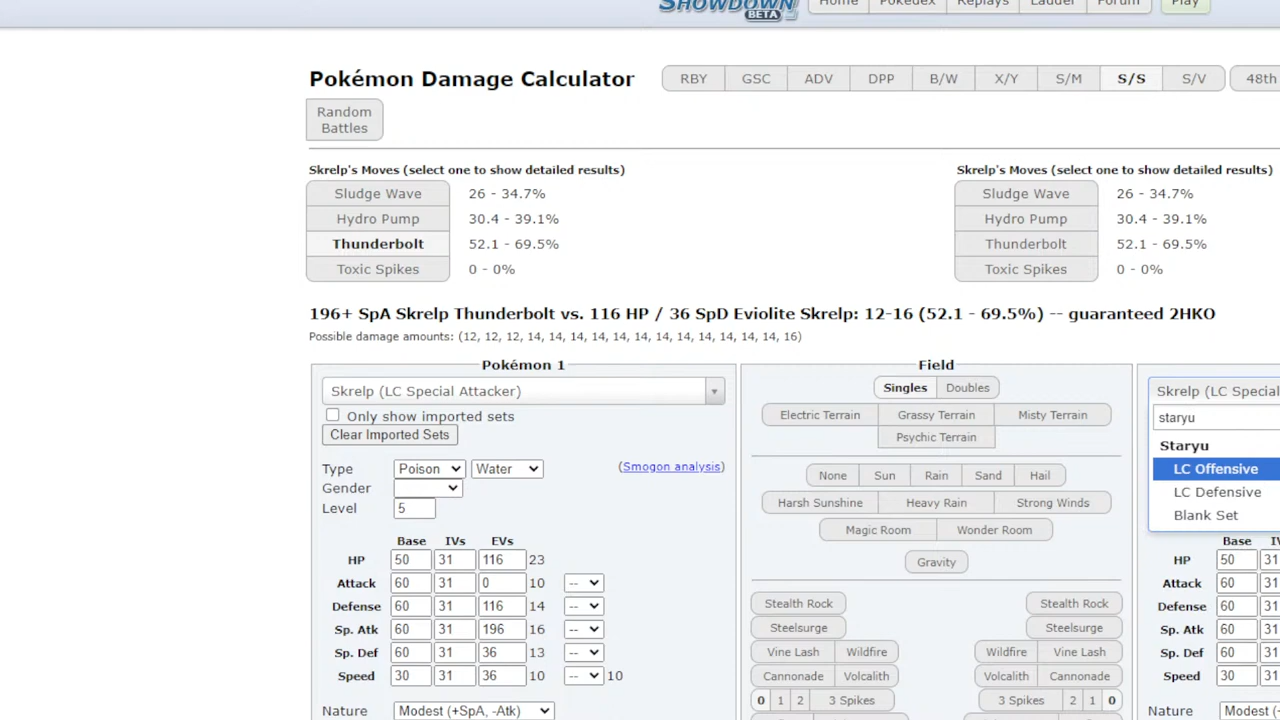 SHOWDOWN
BETA
Home Pokédex Replays Ladder Forum Play
Pokémon Damage Calculator
RBY GSC ADV DPP B/W X/Y S/M S/S S/V 48th
Random
Battles
Skrelp's Moves (select one to show detailed results)
Sludge Wave 26 - 34.7%
Hydro Pump 30.4 - 39.1%
Thunderbolt 52.1 - 69.5%
Toxic Spikes 0 - 0%
Skrelp's Moves (select one to show detailed results)
Sludge Wave 26 - 34.7%
Hydro Pump 30.4 - 39.1%
Thunderbolt 52.1 - 69.5%
Toxic Spikes 0 - 0%
196+ SpA Skrelp Thunderbolt vs. 116 HP / 36 SpD Eviolite Skrelp: 12-16 (52.1 - 69.5%) -- guaranteed 2HKO
Possible damage amounts: (12, 12, 12, 14, 14, 14, 14, 14, 14, 14, 14, 14, 14, 14, 14, 16)
Pokémon 1
Skrelp (LC Special Attacker)
Only show imported sets
Clear Imported Sets
Type Poison Water (Smogon analysis)
Gender
Level 5
Base IVs EVs
HP 50 31 116 23
Attack 60 31 0 10 --
Defense 60 31 116 14 --
Sp. Atk 60 31 196 16 --
Sp. Def 60 31 36 13 --
Speed 30 31 36 10 -- 10
Nature Modest (+SpA, -Atk)
Field
Singles Doubles
Electric Terrain Grassy Terrain Misty Terrain
Psychic Terrain
None Sun Rain Sand Hail
Harsh Sunshine Heavy Rain Strong Winds
Magic Room Wonder Room
Gravity
Stealth Rock Stealth Rock
Steelsurge Steelsurge
Vine Lash Wildfire Wildfire Vine Lash
Cannonade Volcalith Volcalith Cannonade
0 1 2 3 Spikes 3 Spikes 2 1 0
Skrelp (LC Special
staryu
Staryu
LC Offensive
LC Defensive
Blank Set
Base
HP 50 31
Attack 60 31
Defense 60 31
Sp. Atk 60 31
Sp. Def 60 31
Speed 30 31
Nature Modest (+